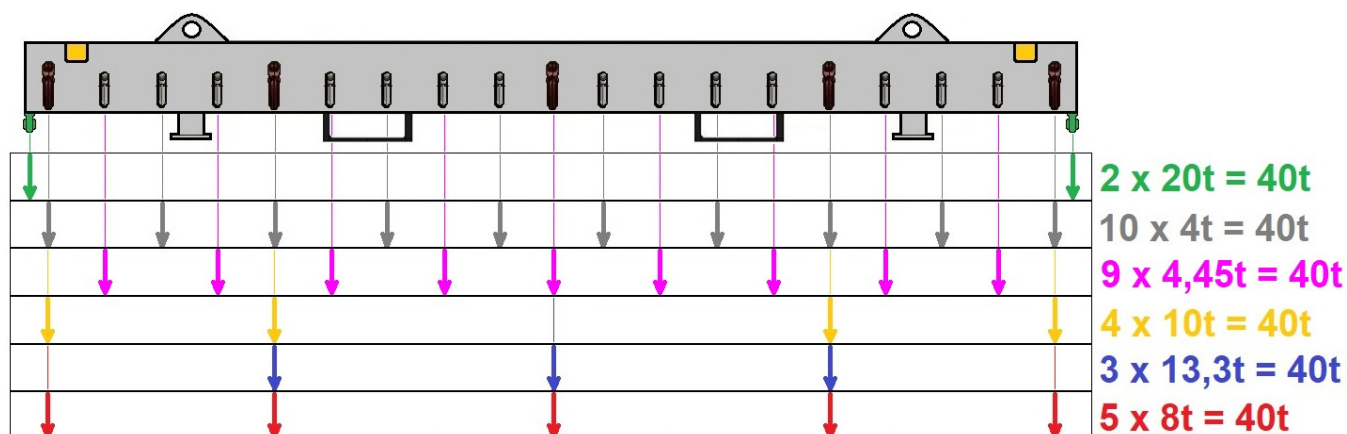 2 x 20t = 40t
10 x 4t = 40t
9 x 4,45t = 40t
4 x 10t = 40t
3 x 13,3t = 40t
5 x 8t = 40t